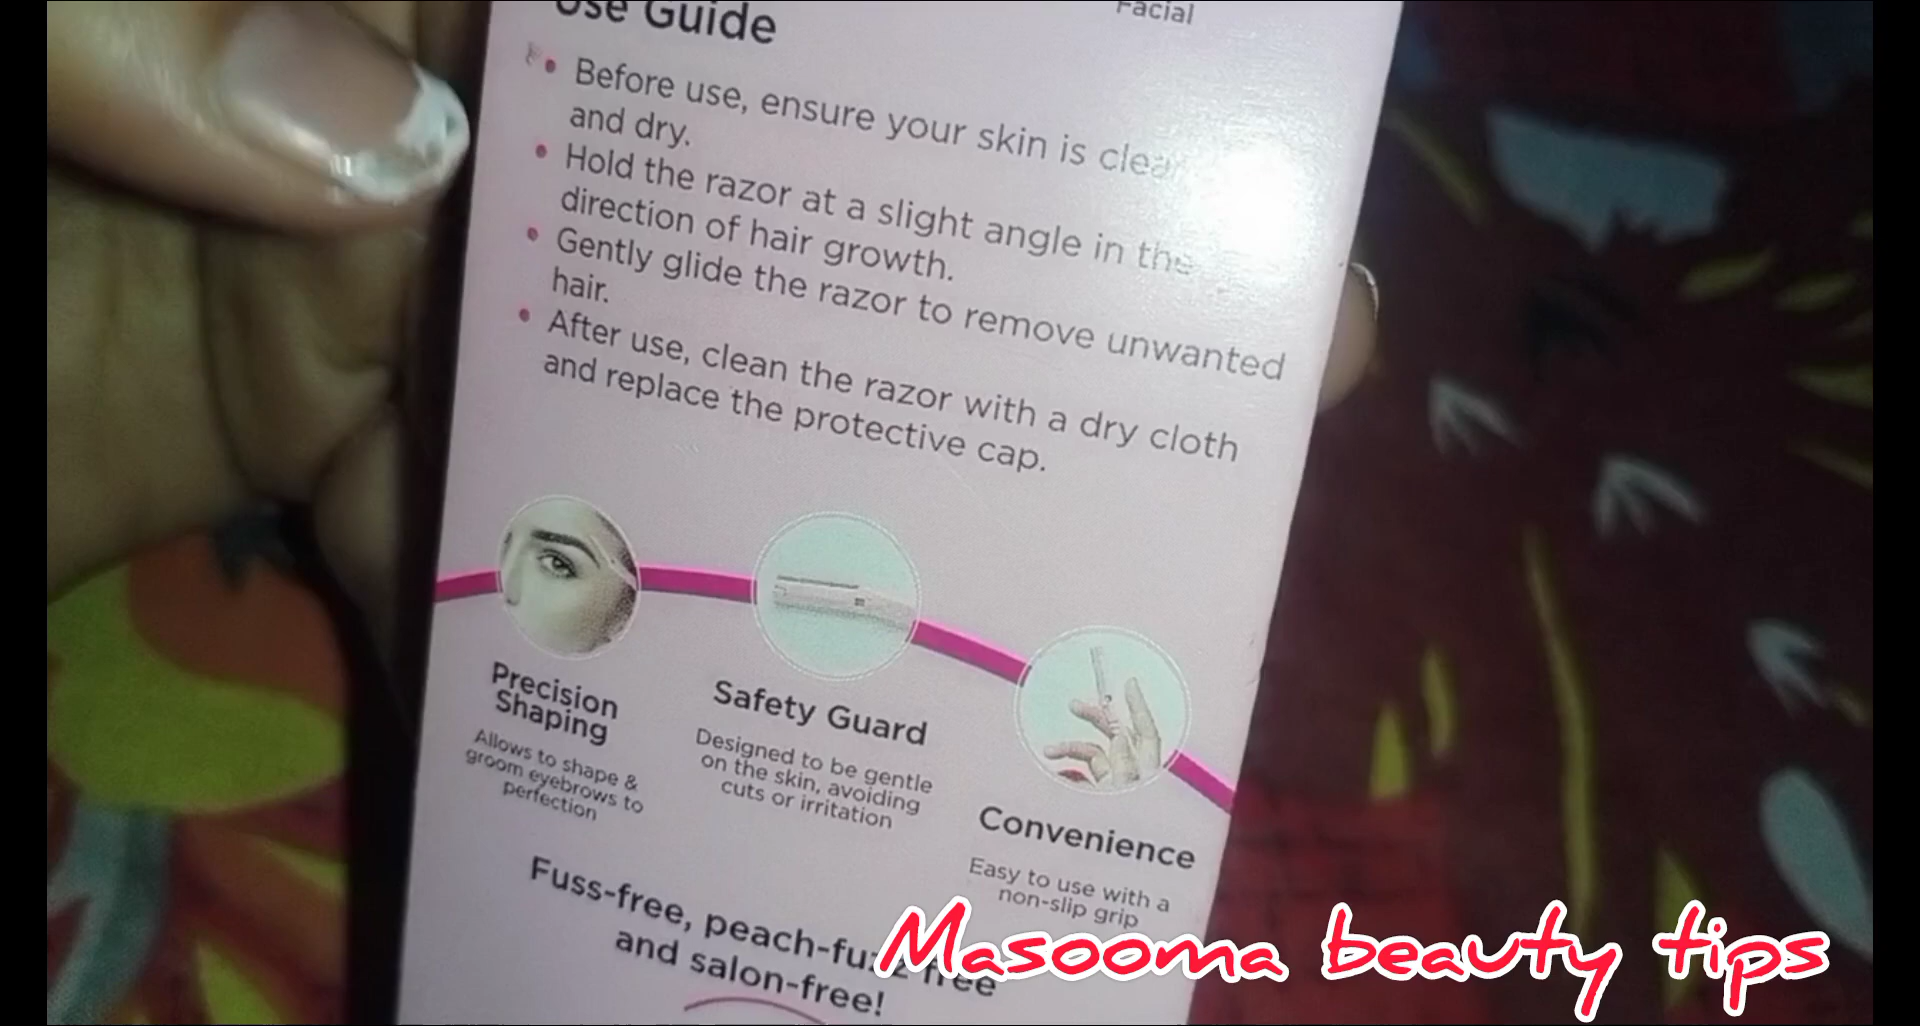 Facial
Use Guide
Before use, ensure your skin is
and dry.
Hold the razor at a slight angle in the
direction of hair growth.
Gently glide the razor to remove unwanted
hair.
After use, clean the razor with a dry cloth
and replace the protective cap.
Precision
Shaping
Allows to shape &
groom eyebrows to
perfection
Safety Guard
Designed to be gentle
on the skin, avoiding
cuts or irritation
Convenience
Easy to use with a
non-slip grip
Fuss-free, peach-fuzz-free
and salon-free!
Masooma beauty tips